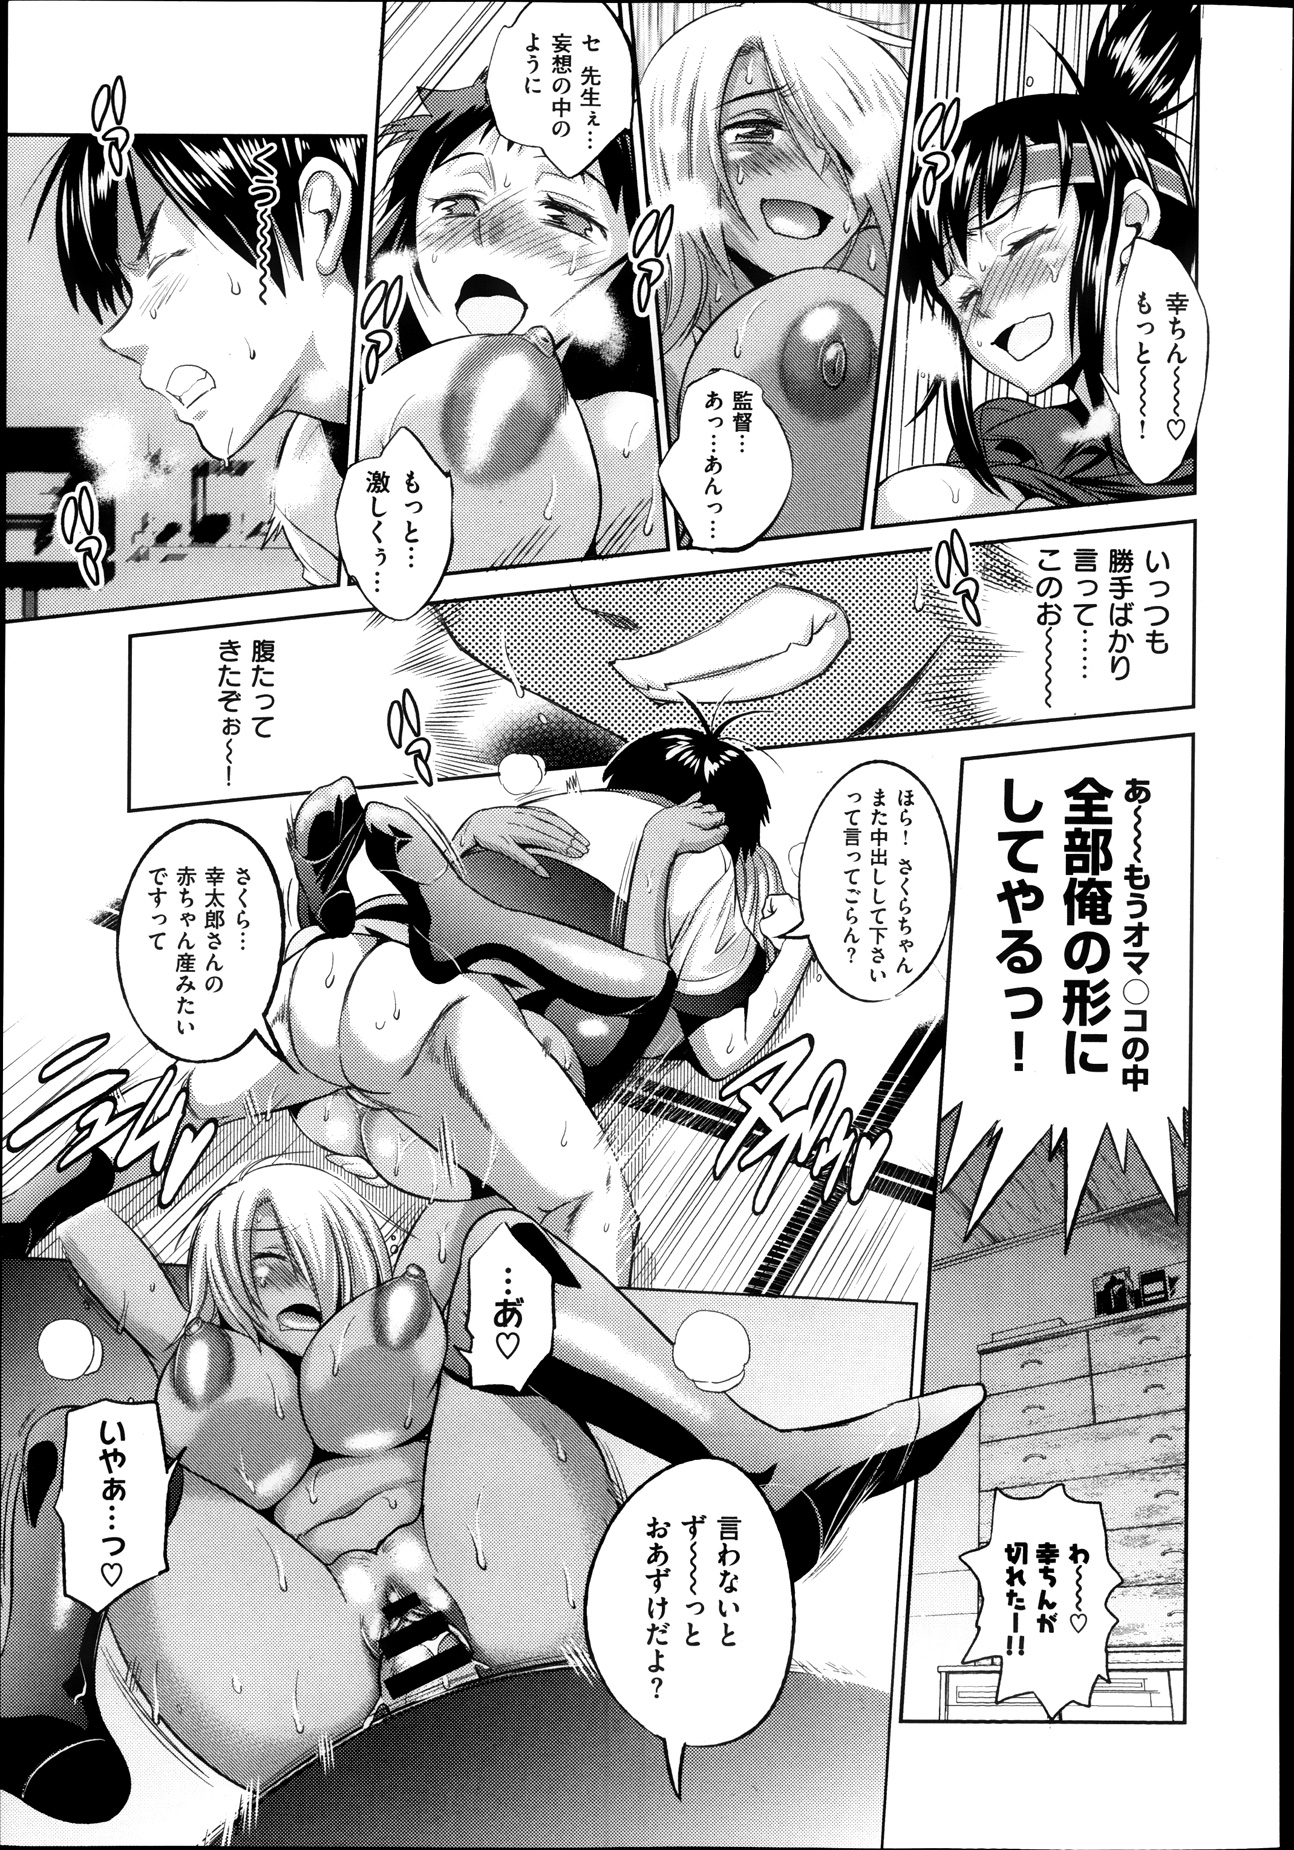 幸ちん〜〜♡
もっと〜〜！
監督…
あっ…あんっ…
セ 先生ぇ…
妄想の中の
ように
もっと…
激しくぅ…
くう〜〜
いっつも
勝手ばかり
言って……
このぉ〜〜
腹たって
きたぞぉ〜！
あ〜〜もうオマ○コの中
全部俺の形に
してやるっ！
わ〜〜♡
幸ちんが
切れたー!!
ほら！さくらちゃん
また中出しして下さい
って言ってごらん？
さくら…
幸太郎さんの
赤ちゃん産みたい
ですって
…あ゛♡
いやぁ…っ♡
言わないと
ず〜〜っと
おあずけだよ？